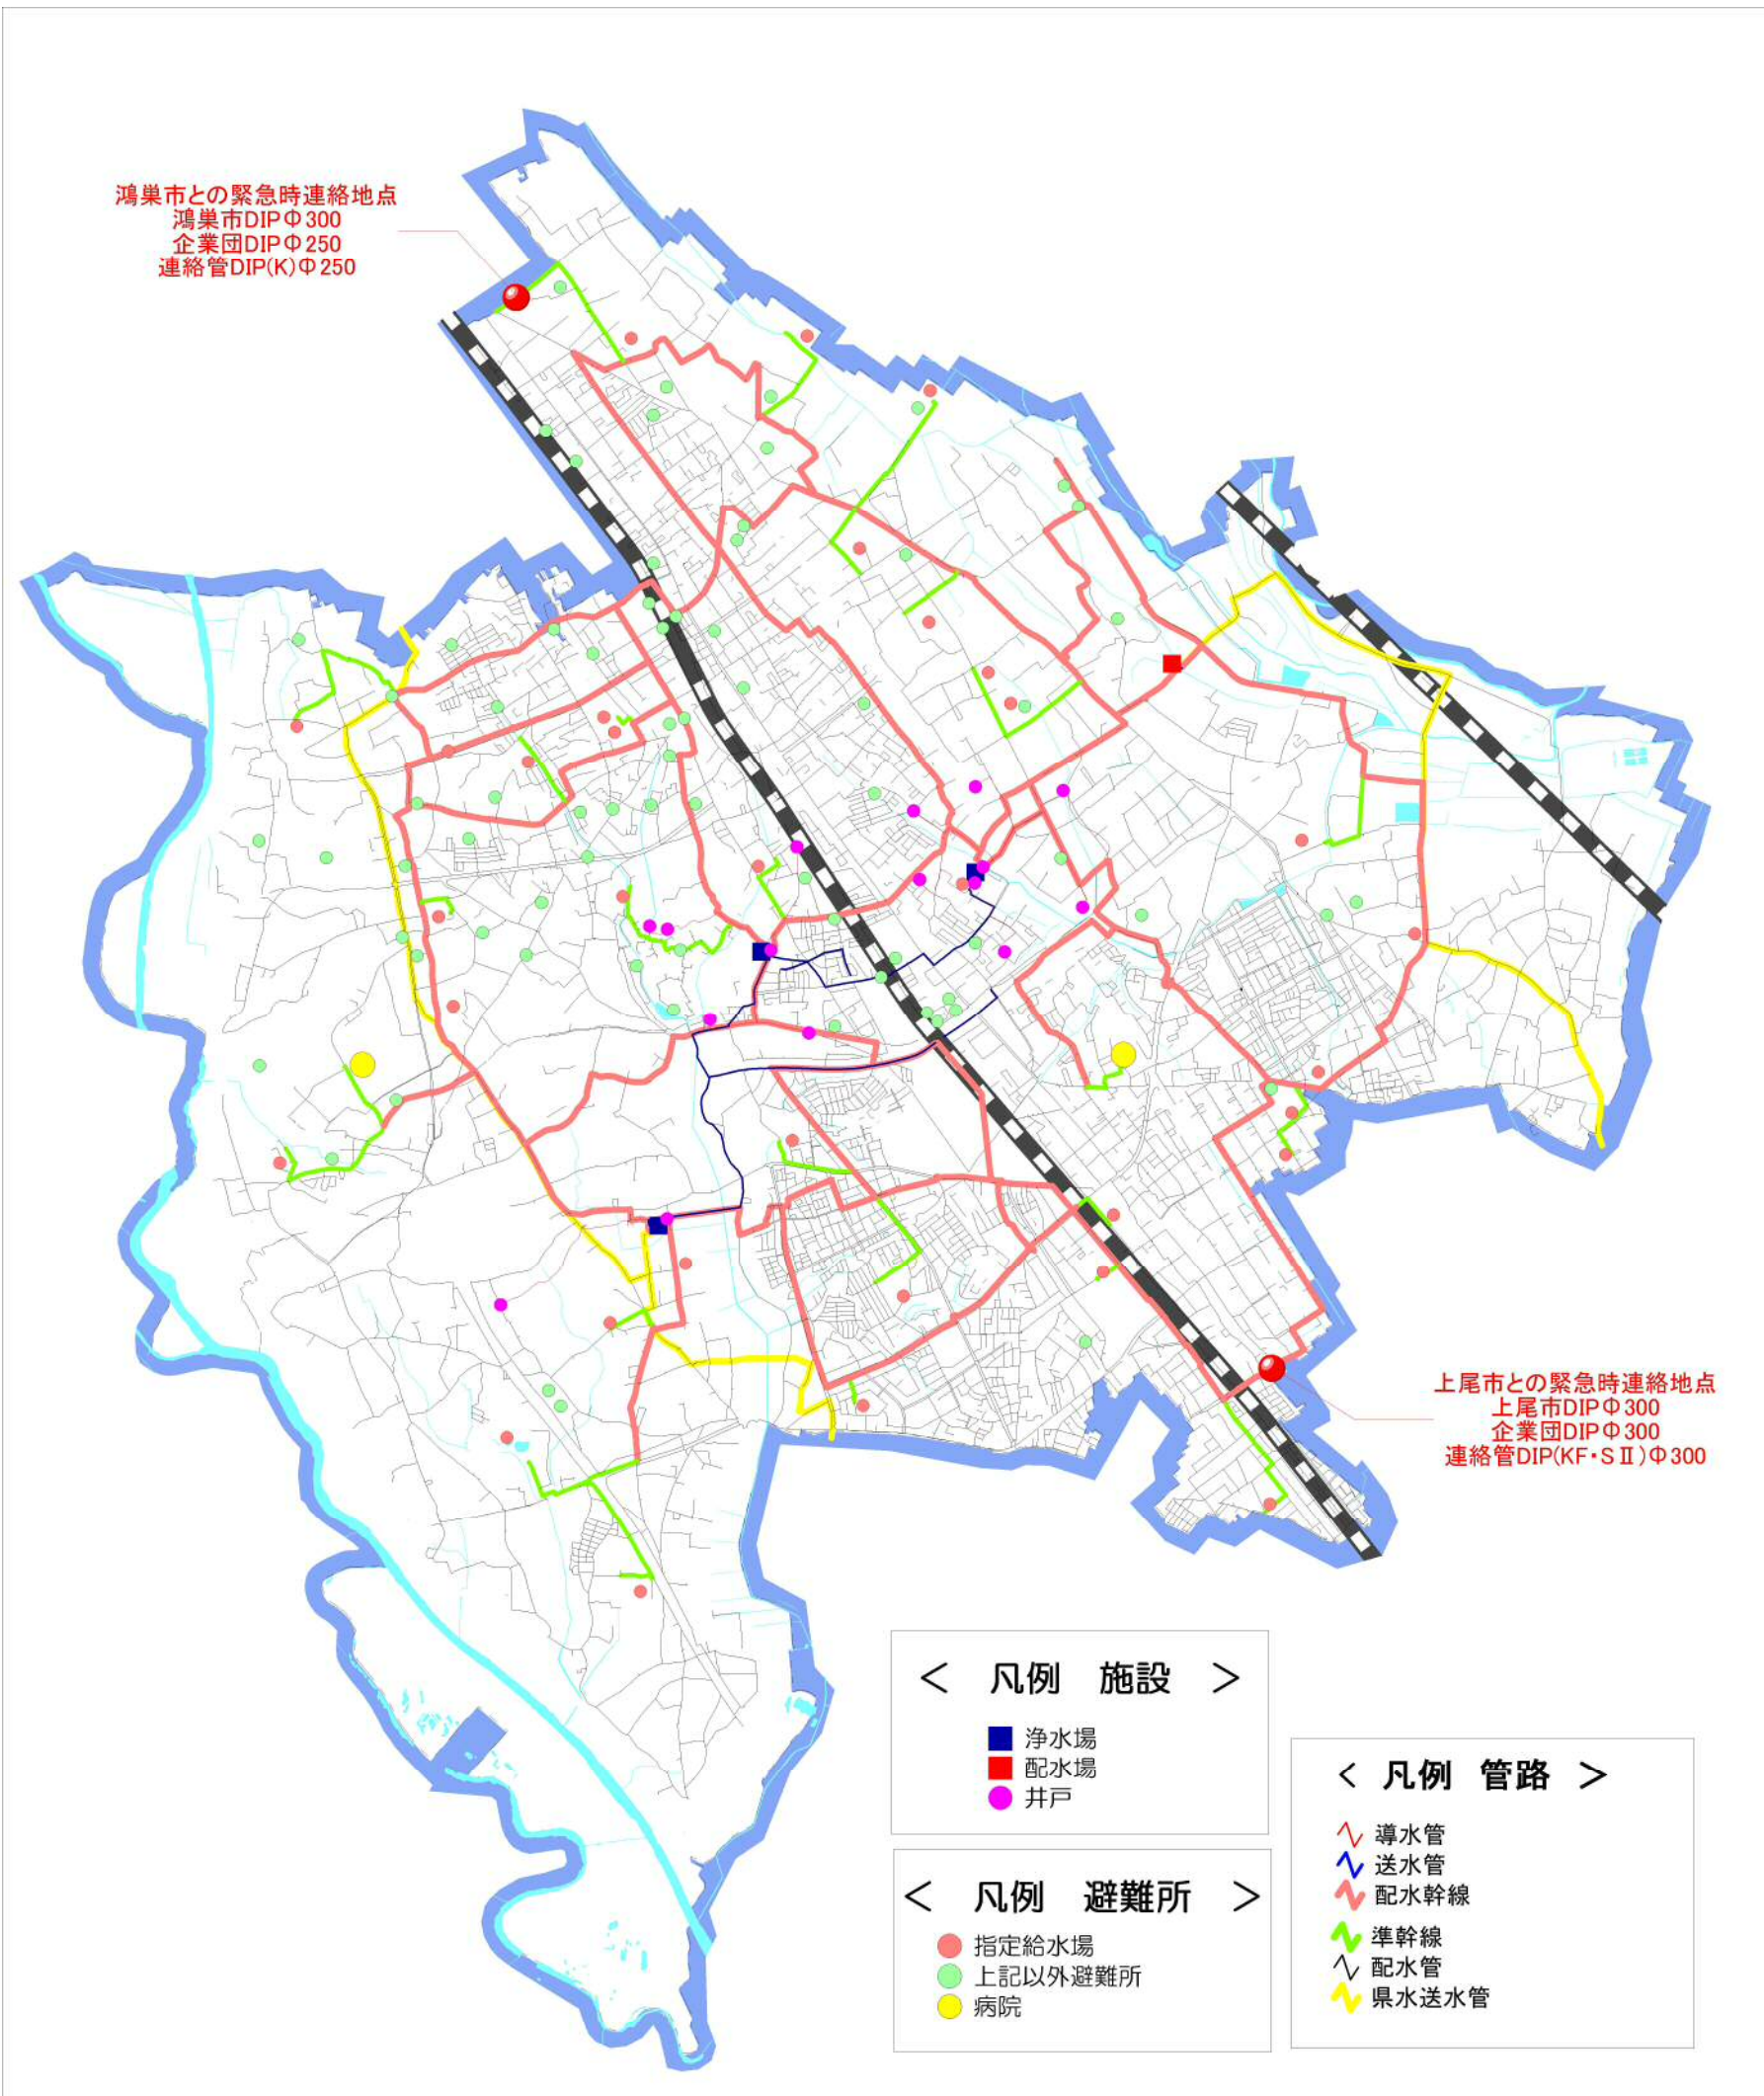 鴻巣市との緊急時連絡地点
鴻巣市DIPΦ300
企業団DIPΦ250
連絡管DIP(K)Φ250
上尾市との緊急時連絡地点
上尾市DIPΦ300
企業団DIPΦ300
連絡管DIP(KF・SⅡ)Φ300
＜　凡例　施設　＞
浄水場
配水場
井戸
＜　凡例　避難所　＞
指定給水場
上記以外避難所
病院
＜　凡例　管路　＞
導水管
送水管
配水幹線
準幹線
配水管
県水送水管